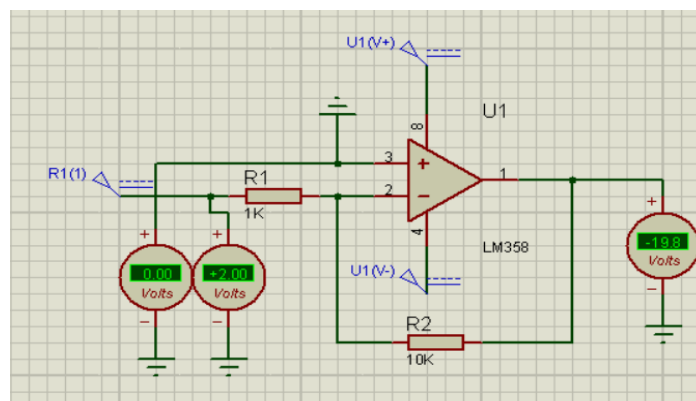 U1(V+)
U1
8
3
R1(1)
R1
1
2
1K
4
LM358
-19.8
Volts
0.00
+2.00
Volts
Volts
U1(V-)
R2
10K